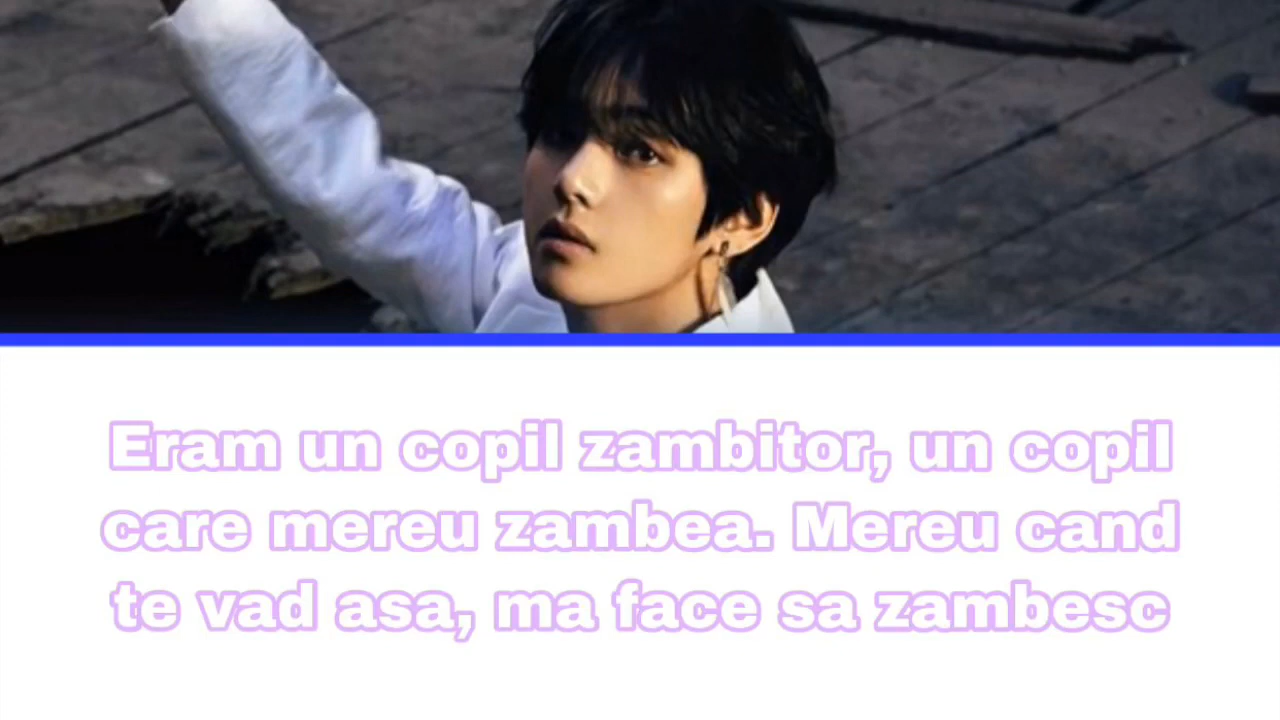 Eram un copil zambitor, un copil
care mereu zambea. Mereu cand
te vad asa, ma face sa zambesc